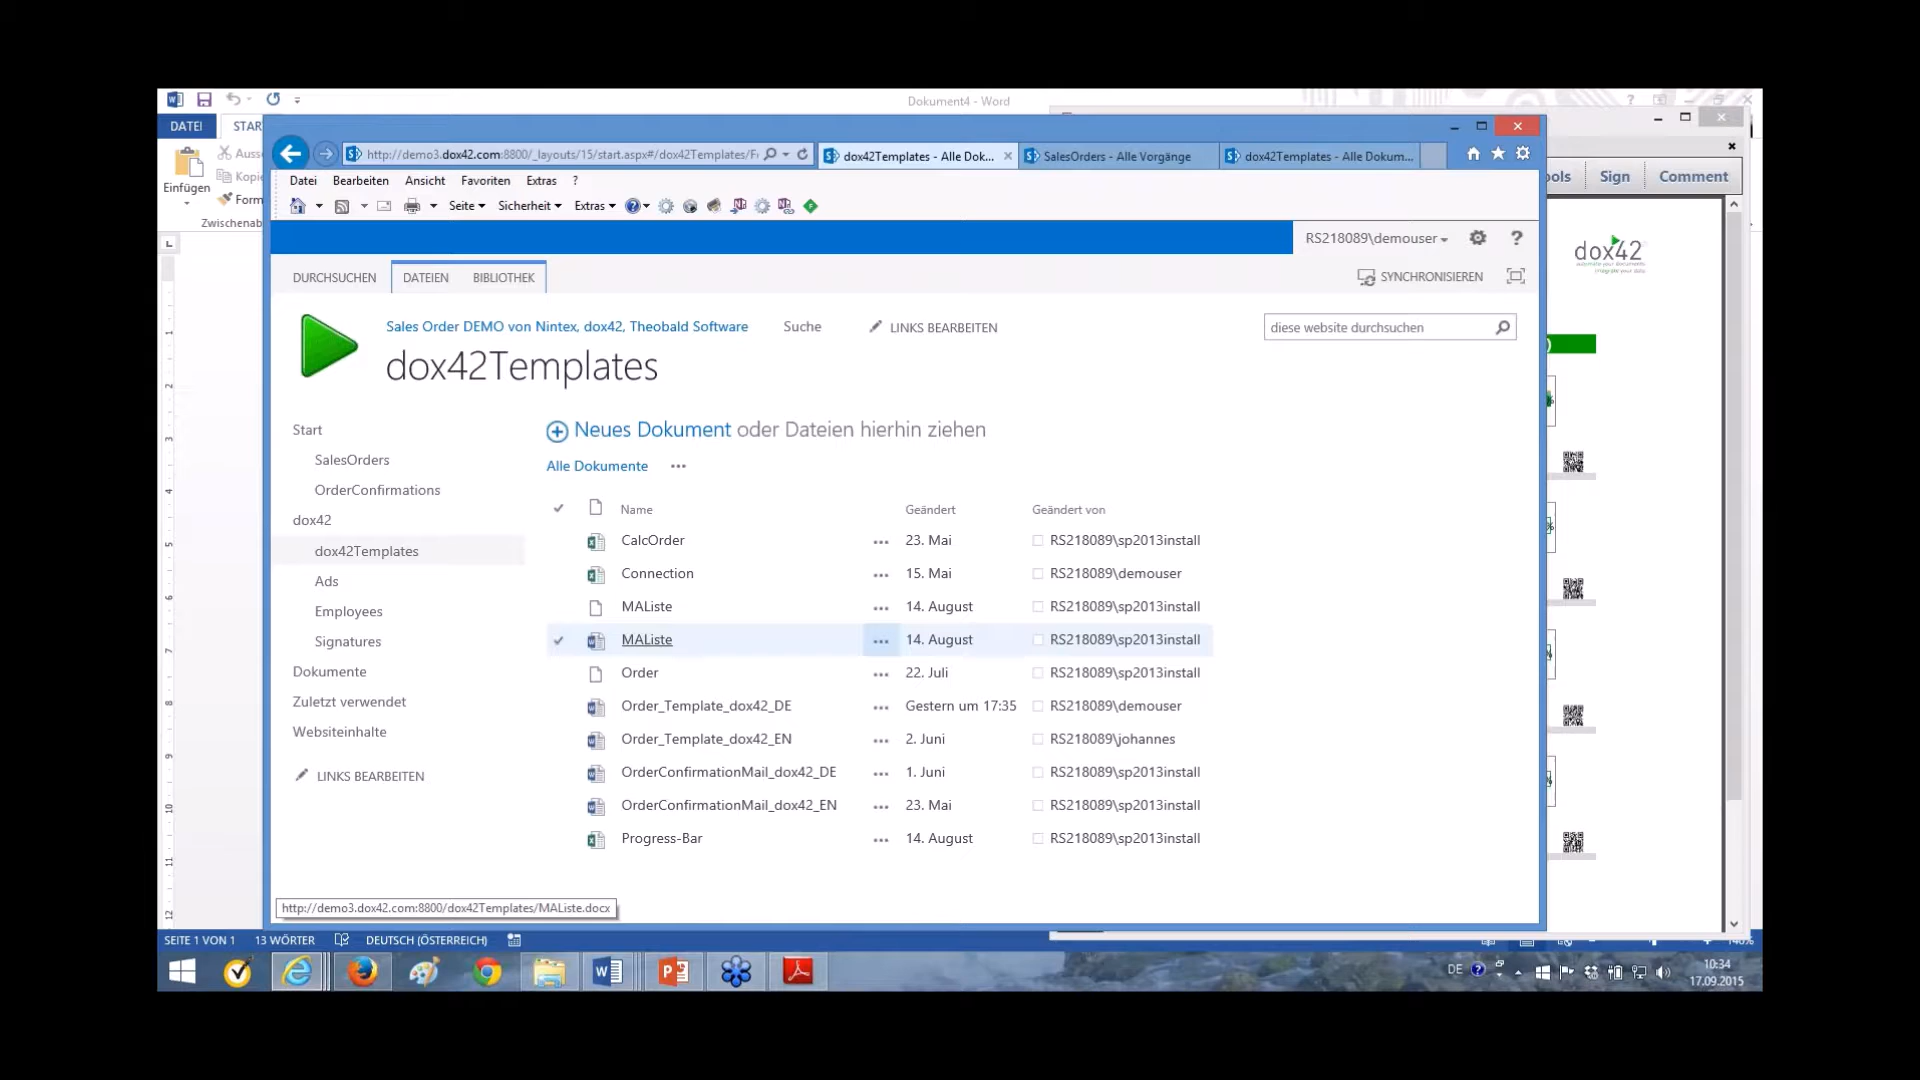 Dokument4 - Word
DATEI
STAR
Auss
Kopie
Einfügen
Form
Zwischenab
http://demo3.dox42.com:8800/_layouts/15/start.aspx#/dox42Templates/F
dox42Templates - Alle Dok...
SalesOrders - Alle Vorgänge
dox42Templates - Alle Dokum...
Datei Bearbeiten Ansicht Favoriten Extras ?
Seite Sicherheit Extras
ools Sign Comment
RS218089\demouser
DURCHSUCHEN DATEIEN BIBLIOTHEK
SYNCHRONISIEREN
dox42
Sales Order DEMO von Nintex, dox42, Theobald Software Suche LINKS BEARBEITEN
diese website durchsuchen
dox42Templates
Start
SalesOrders
OrderConfirmations
dox42
dox42Templates
Ads
Employees
Signatures
Dokumente
Zuletzt verwendet
Websiteinhalte
LINKS BEARBEITEN
Neues Dokument oder Dateien hierhin ziehen
Alle Dokumente ...
Name Geändert Geändert von
CalcOrder ... 23. Mai RS218089\sp2013install
Connection ... 15. Mai RS218089\demouser
MAListe ... 14. August RS218089\sp2013install
MAListe ... 14. August RS218089\sp2013install
Order ... 22. Juli RS218089\sp2013install
Order_Template_dox42_DE ... Gestern um 17:35 RS218089\demouser
Order_Template_dox42_EN ... 2. Juni RS218089\johannes
OrderConfirmationMail_dox42_DE ... 1. Juni RS218089\sp2013install
OrderConfirmationMail_dox42_EN ... 23. Mai RS218089\sp2013install
Progress-Bar ... 14. August RS218089\sp2013install
http://demo3.dox42.com:8800/dox42Templates/MAListe.docx
SEITE 1 VON 1 13 WÖRTER DEUTSCH (ÖSTERREICH)
DE
10:34
17.09.2015